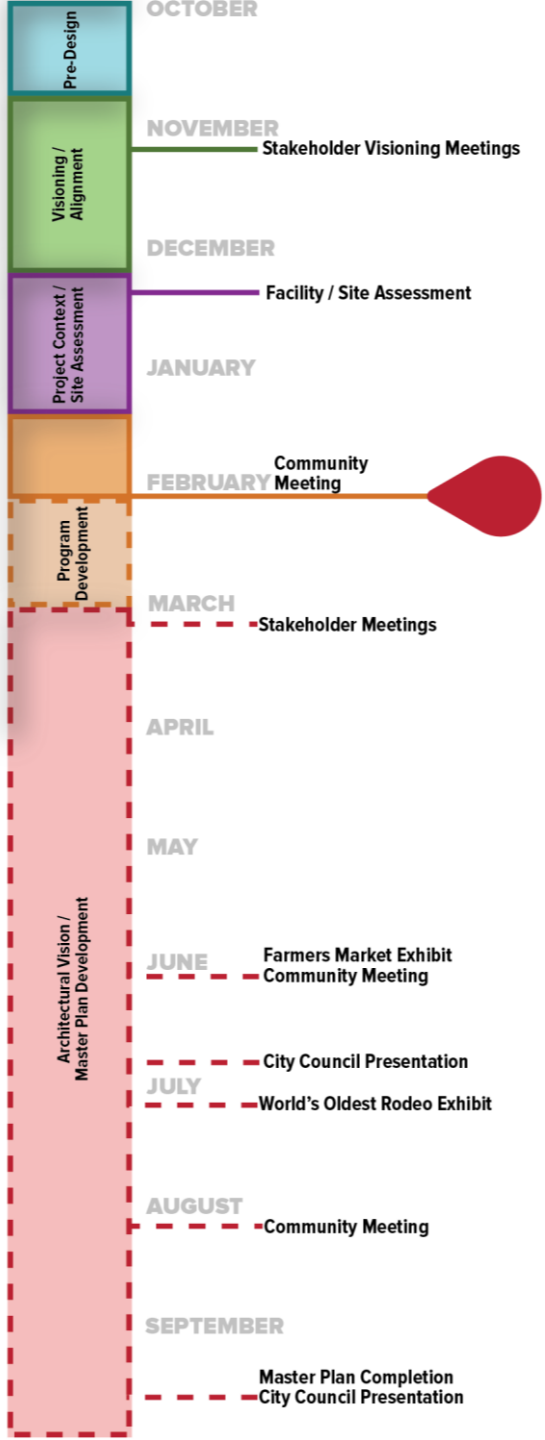 OCTOBER
Pre-Design
NOVEMBER
Stakeholder Visioning Meetings
Visioning /
Alignment
DECEMBER
Facility / Site Assessment
Project Context /
Site Assessment
JANUARY
Community
FEBRUARY Meeting
Program
Development
MARCH
Stakeholder Meetings
APRIL
MAY
Architectural Vision /
Master Plan Development
JUNE
Farmers Market Exhibit
Community Meeting
City Council Presentation
JULY
World's Oldest Rodeo Exhibit
AUGUST
Community Meeting
SEPTEMBER
Master Plan Completion
City Council Presentation